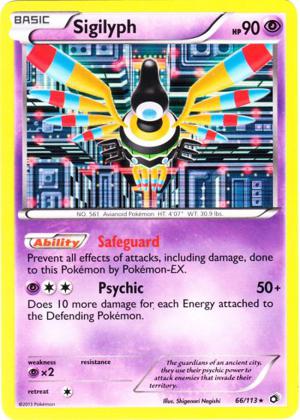 BASIC
Sigilyph
HP 90
NO. 561 Avianoid Pokémon HT. 4'07" WT. 30.9 lbs.
Ability Safeguard
Prevent all effects of attacks, including damage, done
to this Pokémon by Pokémon-EX.
Psychic 50+
Does 10 more damage for each Energy attached to
the Defending Pokémon.
weakness
×2
resistance
retreat
The guardians of an ancient city,
they use their psychic power to
attack enemies that invade their
territory.
©2013 Pokémon
Illus. Shigenori Negishi
66/113 ★